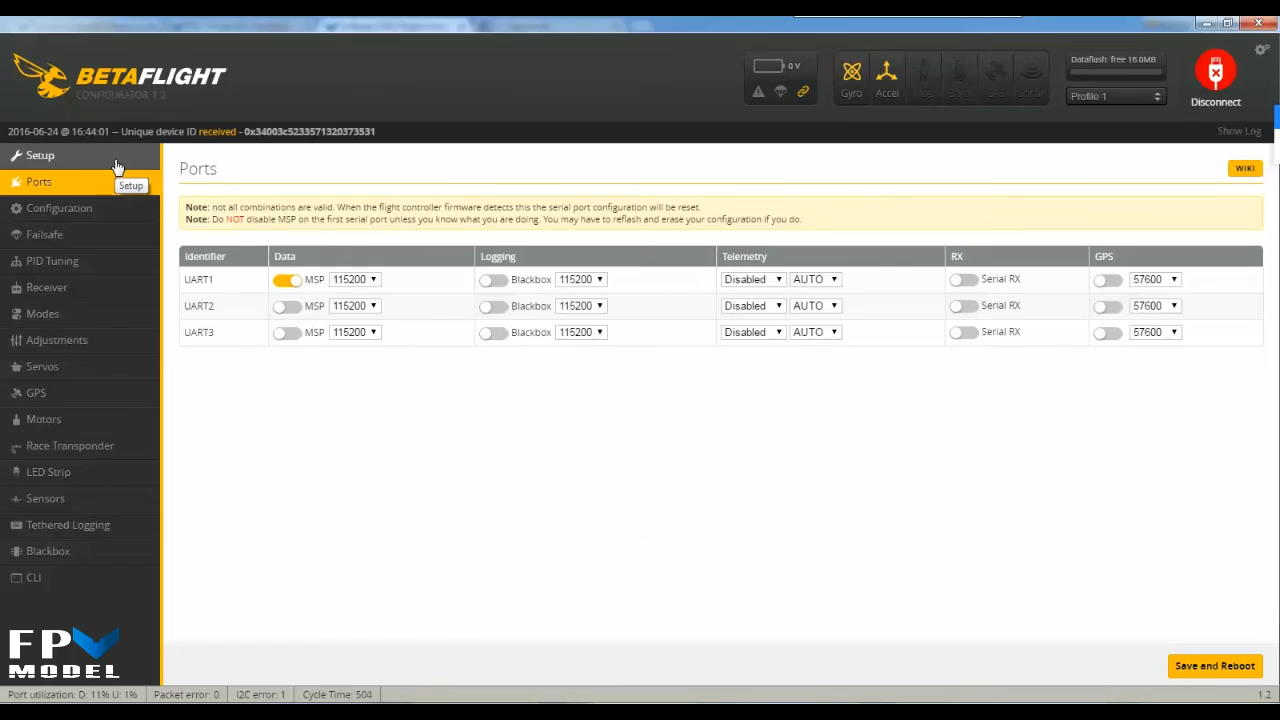 BETAFLIGHT
CONFIGURATOR 1.2
0 V
Gyro
Accel
Dataflash: free 16.0MB
Profile 1
Disconnect
2016-06-24 @ 16:44:01 -- Unique device ID received - 0x34003c5233571320373531
Show Log
Setup
Ports
Setup
Configuration
Failsafe
PID Tuning
Receiver
Modes
Adjustments
Servos
GPS
Motors
Race Transponder
LED Strip
Sensors
Tethered Logging
Blackbox
CLI
FPV
MODEL
Ports
WIKI
Note: not all combinations are valid. When the flight controller firmware detects this the serial port configuration will be reset.
Note: Do NOT disable MSP on the first serial port unless you know what you are doing. You may have to reflash and erase your configuration if you do.
Identifier Data Logging Telemetry RX GPS
UART1 MSP 115200 Blackbox 115200 Disabled AUTO Serial RX 57600
UART2 MSP 115200 Blackbox 115200 Disabled AUTO Serial RX 57600
UART3 MSP 115200 Blackbox 115200 Disabled AUTO Serial RX 57600
Save and Reboot
Port utilization: D: 11% U: 1% Packet error: 0 I2C error: 1 Cycle Time: 504 1.2